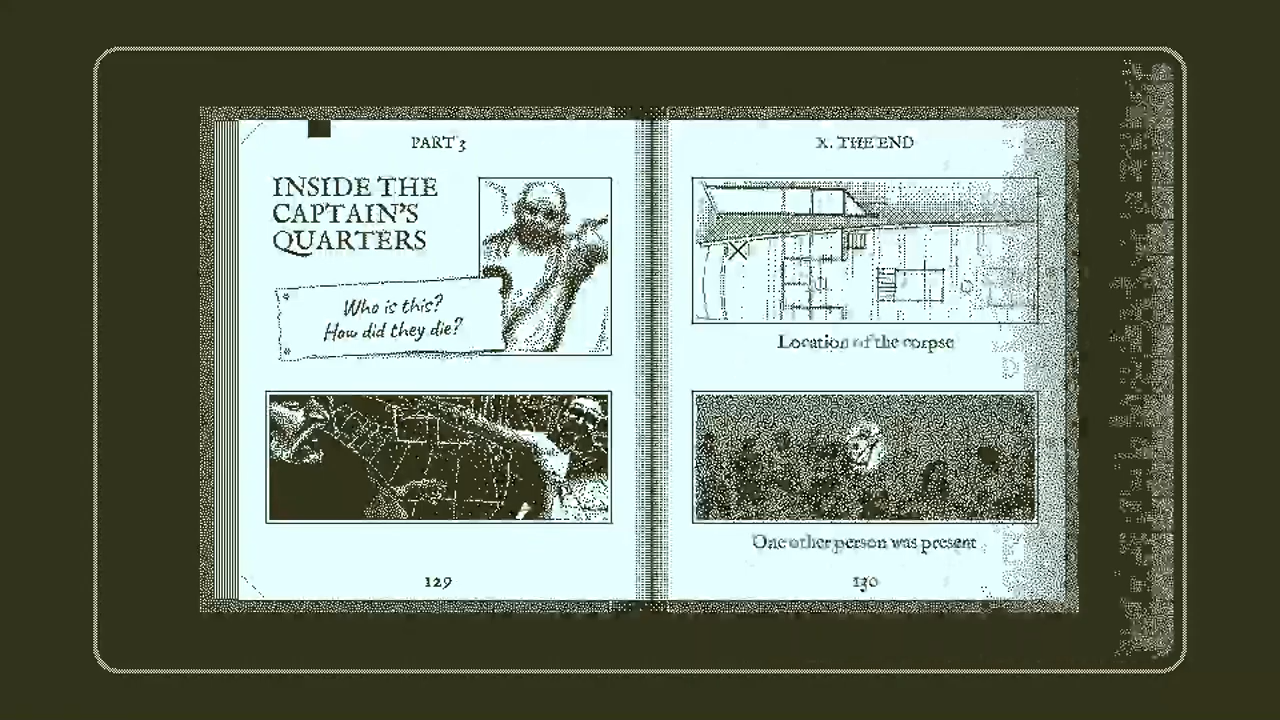 PART 3
INSIDE THE
CAPTAIN'S
QUARTERS
Who is this?
How did they die?
129
X. THE END
Location of the corpse
One other person was present
130